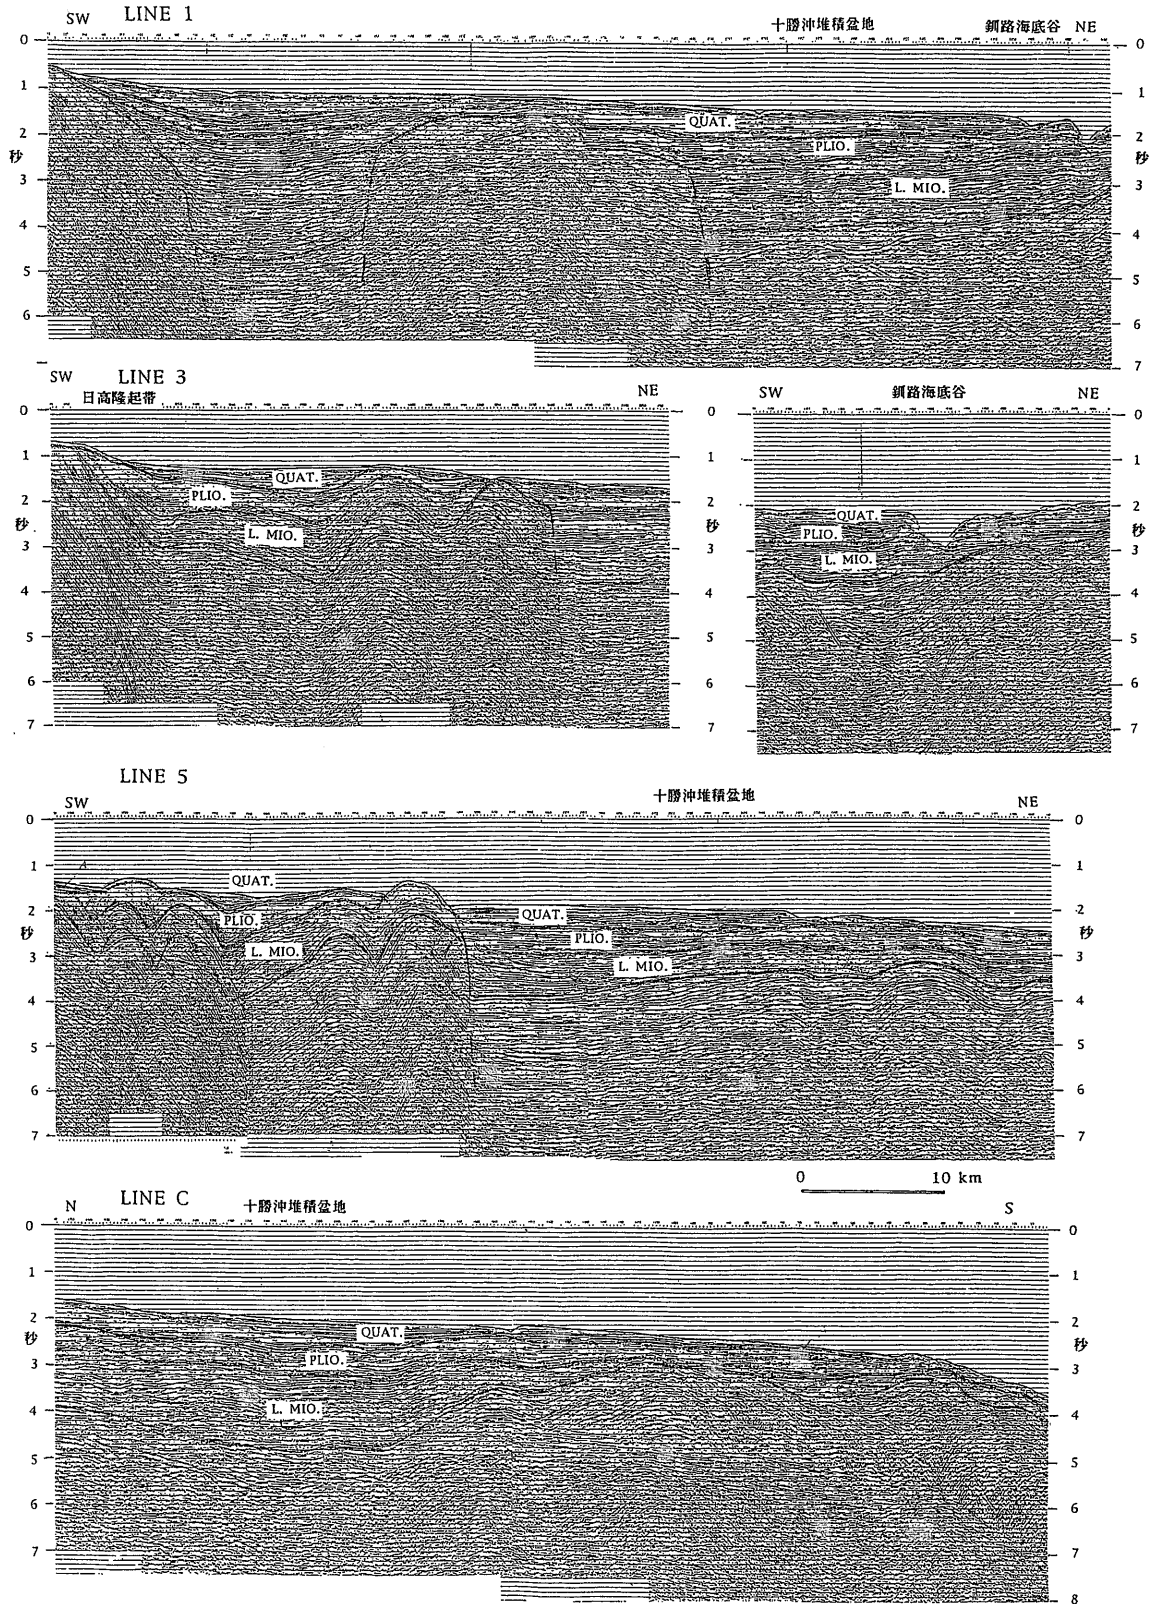 SW LINE 1 十勝沖堆積盆地 釧路海底谷 NE
0 0
1 1
QUAT.
2 2
PLIO.
秒 秒
L. MIO.
3 3
4 4
5 5
6 6
7
SW LINE 3 NE
日高隆起帯
0 0
1 1
QUAT.
PLIO.
2 2
秒 秒
L. MIO.
3 3
4 4
5 5
6 6
7 7
SW 釧路海底谷 NE
0
1
2
QUAT.
秒
PLIO.
3
L. MIO.
4
5
6
7
LINE 5
SW 十勝沖堆積盆地 NE
0 0
1 1
QUAT.
2 2
PLIO. QUAT.
秒 秒
L. MIO. PLIO.
3 3
L. MIO.
4 4
5 5
6 6
7 7
0 10 km
N LINE C 十勝沖堆積盆地 S
0 0
1 1
2 2
QUAT.
秒 秒
PLIO.
3 3
L. MIO.
4 4
5 5
6 6
7 7
8